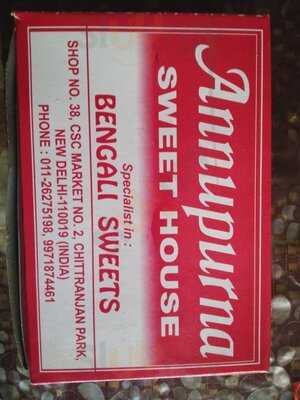 Annupurna
SWEET HOUSE
Specialist in :
BENGALI SWEETS
SHOP NO. 38, CSC MARKET NO. 2, CHITTRANJAN PARK,
NEW DELHI-110019 (INDIA)
PHONE : 011-26275198, 9971874461